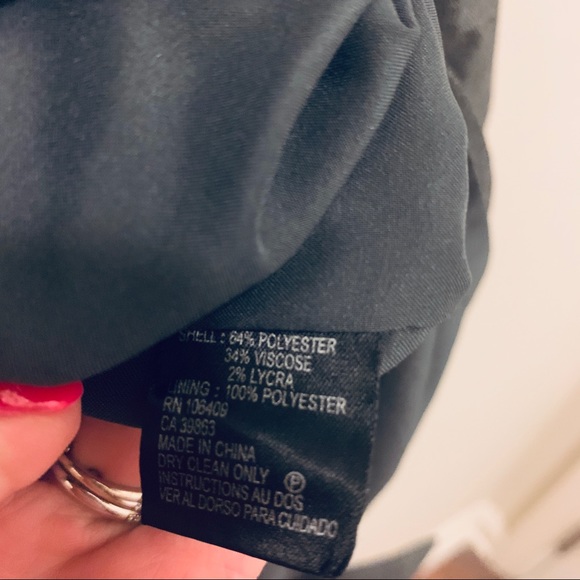 SHELL : 64% POLYESTER
34% VISCOSE
2% LYCRA
LINING : 100% POLYESTER
RN 106409
CA 39863
MADE IN CHINA
DRY CLEAN ONLY Ⓟ
INSTRUCTIONS AU DOS
VER AL DORSO PARA CUIDADO